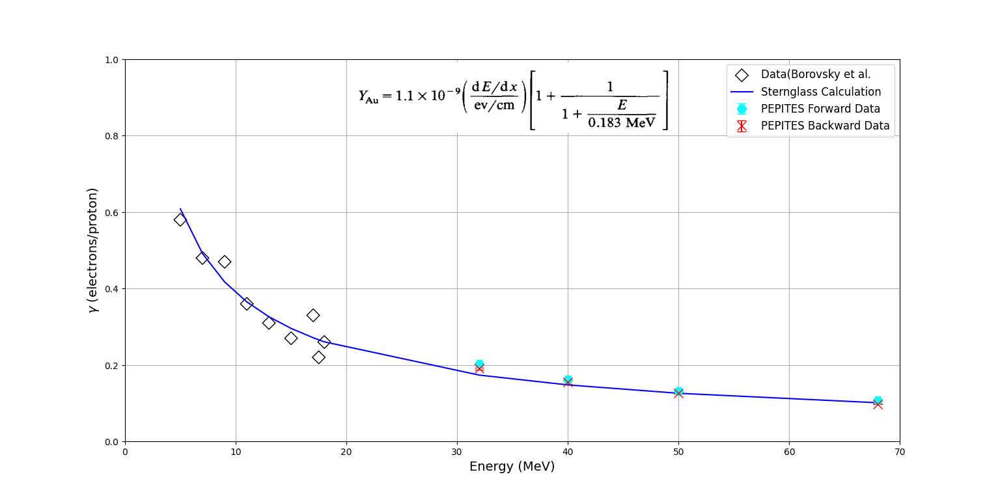 Y_Au = 1.1 × 10^−9 ( dE/dx / ev/cm ) [ 1 + 1 / ( 1 + E / 0.183 MeV ) ]
Data(Borovsky et al.
Sternglass Calculation
PEPITES Forward Data
PEPITES Backward Data
γ (electrons/proton)
1.0
0.8
0.6
0.4
0.2
0.0
0 10 20 30 40 50 60 70
Energy (MeV)